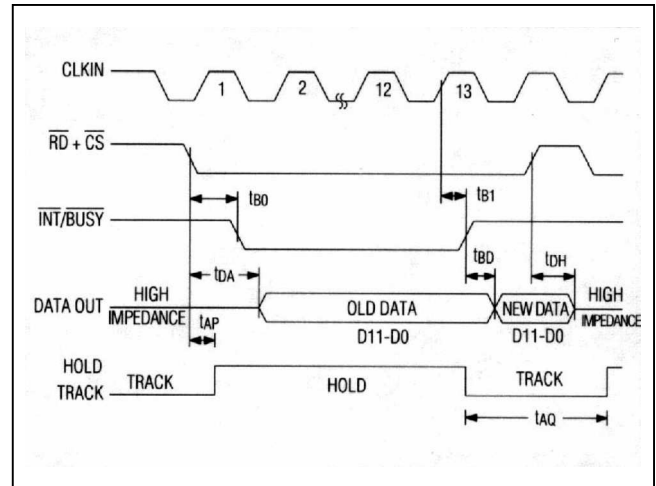 CLKIN 1 2 12 13
RD + CS
tB0 tB1
INT/BUSY
tDA tBD tDH
DATA OUT HIGH IMPEDANCE OLD DATA NEW DATA HIGH IMPEDANCE
D11-D0 D11-D0
tAP
HOLD
TRACK TRACK HOLD TRACK
tAQ